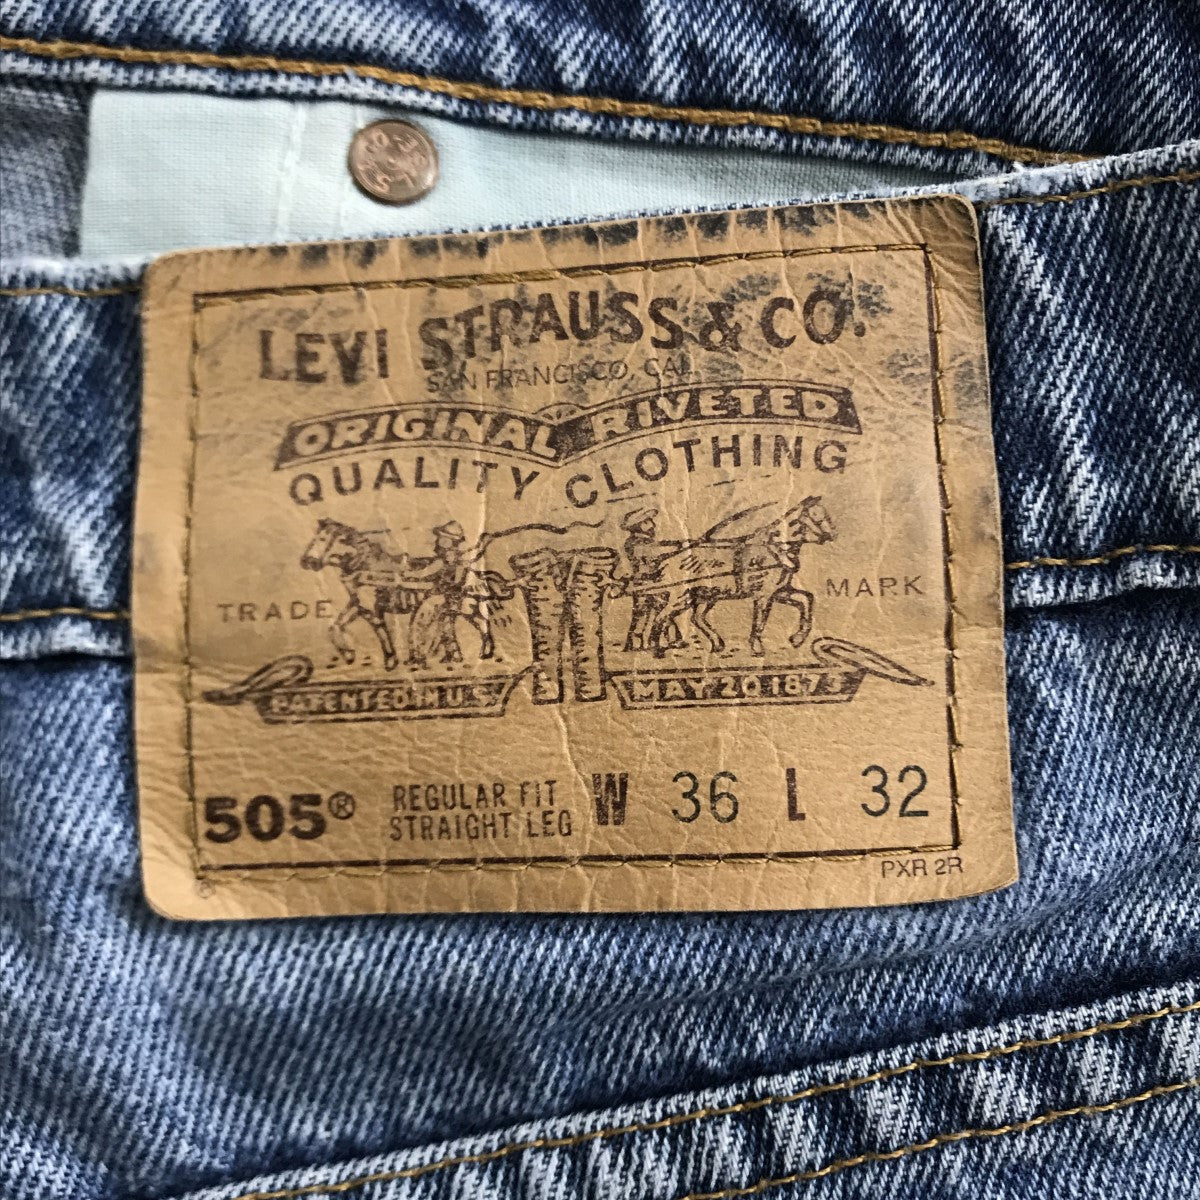 LEVI STRAUSS & CO.
SAN FRANCISCO, CAL.
ORIGINAL RIVETED
QUALITY CLOTHING
TRADE MARK
PATENTED IN U.S. MAY 20 1873
505® REGULAR FIT STRAIGHT LEG W 36 L 32
PXR 2R
®